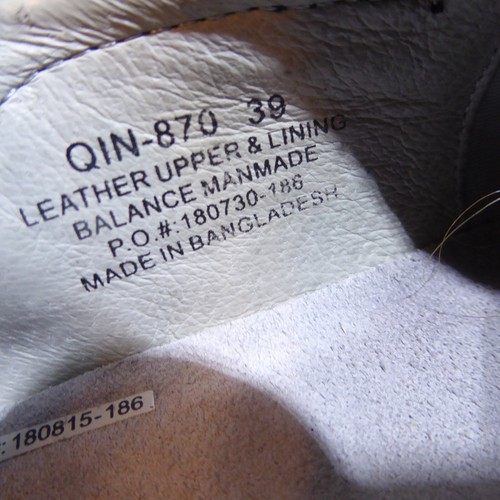 QIN-870 39
LEATHER UPPER & LINING
BALANCE MANMADE
P.O.#:180730-186
MADE IN BANGLADESH
: 180815-186